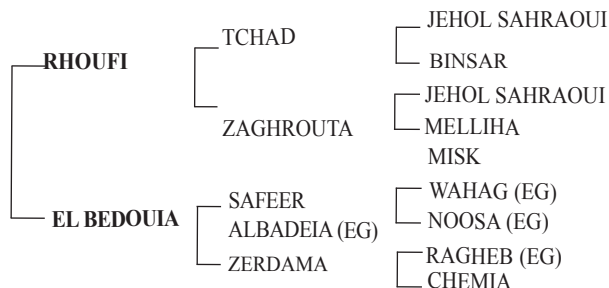 RHOUFI
TCHAD
JEHOL SAHRAOUI
BINSAR
ZAGHROUTA
JEHOL SAHRAOUI
MELLIHA
MISK
EL BEDOUIA
SAFEER
ALBADEIA (EG)
WAHAG (EG)
NOOSA (EG)
ZERDAMA
RAGHEB (EG)
CHEMJA